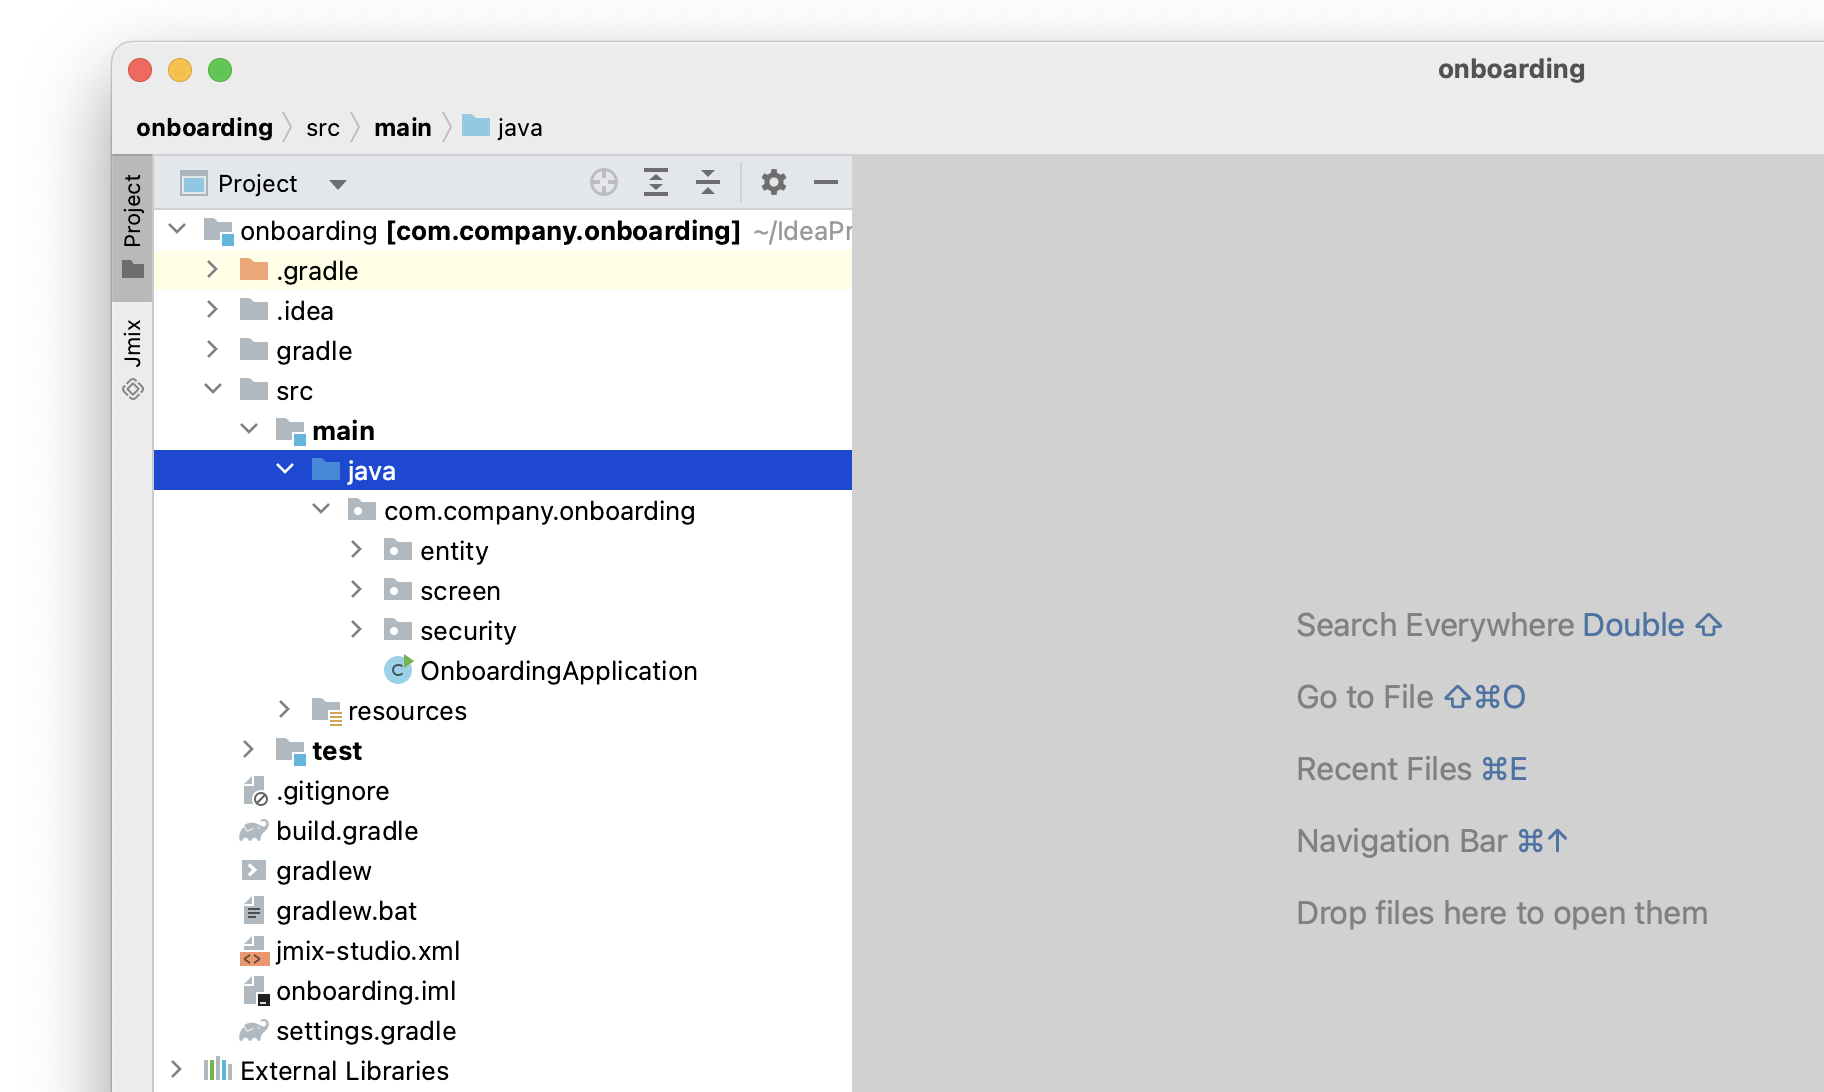 onboarding
onboarding src main java
Project
Jmix
Project
onboarding [com.company.onboarding] ~/IdeaPr
.gradle
.idea
gradle
src
main
java
com.company.onboarding
entity
screen
security
C OnboardingApplication
resources
test
.gitignore
build.gradle
gradlew
gradlew.bat
<> jmix-studio.xml
onboarding.iml
settings.gradle
External Libraries
Search Everywhere Double ⇧
Go to File ⇧⌘O
Recent Files ⌘E
Navigation Bar ⌘↑
Drop files here to open them